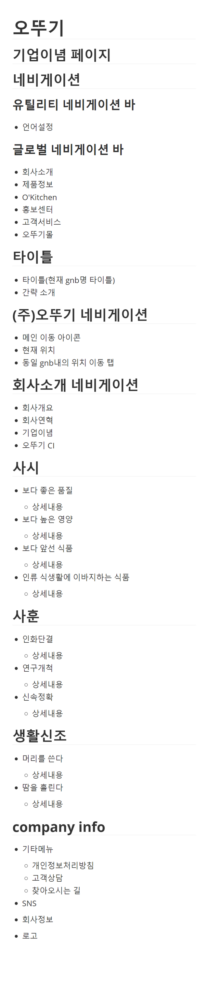 오뚜기
기업이념 페이지
네비게이션
유틸리티 네비게이션 바
언어설정
글로벌 네비게이션 바
회사소개
제품정보
O'Kitchen
홍보센터
고객서비스
오뚜기몰
타이틀
타이틀(현재 gnb명 타이틀)
간략 소개
(주)오뚜기 네비게이션
메인 이동 아이콘
현재 위치
동일 gnb내의 위치 이동 탭
회사소개 네비게이션
회사개요
회사연혁
기업이념
오뚜기 CI
사시
보다 좋은 품질
상세내용
보다 높은 영양
상세내용
보다 앞선 식품
상세내용
인류 식생활에 이바지하는 식품
상세내용
사훈
인화단결
상세내용
연구개척
상세내용
신속정확
상세내용
생활신조
머리를 쓴다
상세내용
땀을 흘린다
상세내용
company info
기타메뉴
개인정보처리방침
고객상담
찾아오시는 길
SNS
회사정보
로고